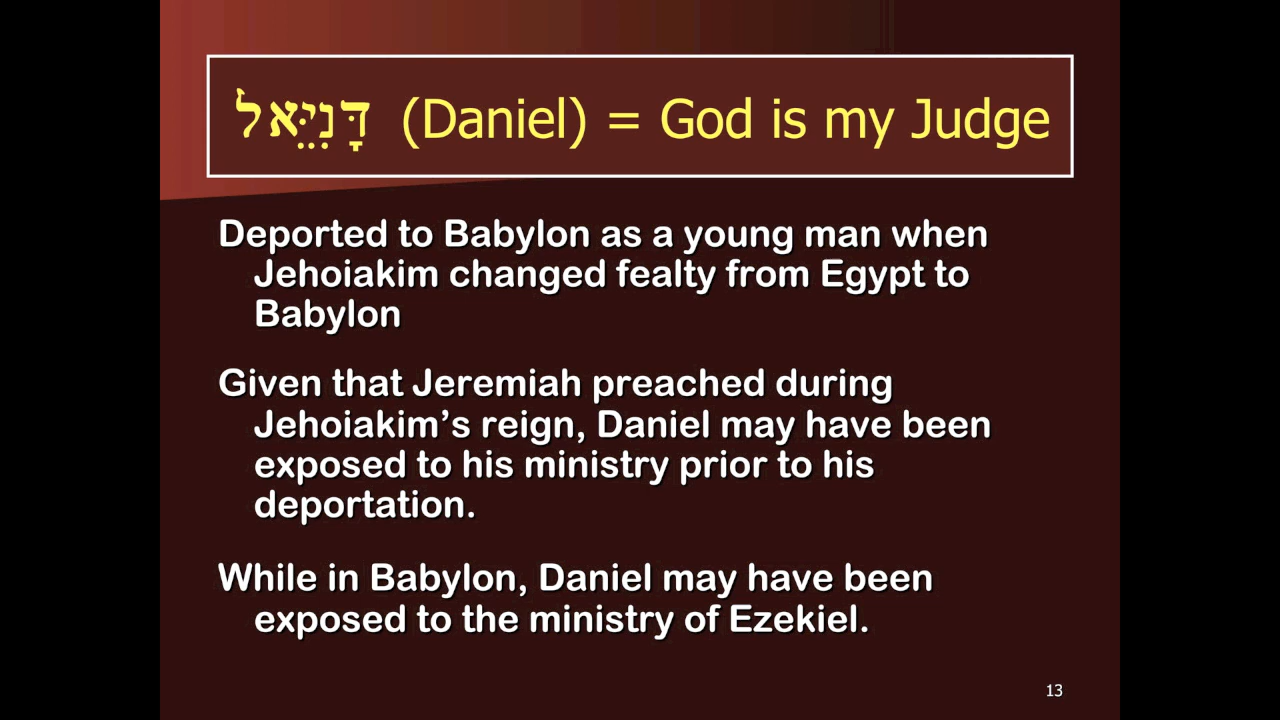 דָּנִיֵּאל (Daniel) = God is my Judge
Deported to Babylon as a young man when
Jehoiakim changed fealty from Egypt to
Babylon
Given that Jeremiah preached during
Jehoiakim’s reign, Daniel may have been
exposed to his ministry prior to his
deportation.
While in Babylon, Daniel may have been
exposed to the ministry of Ezekiel.
13